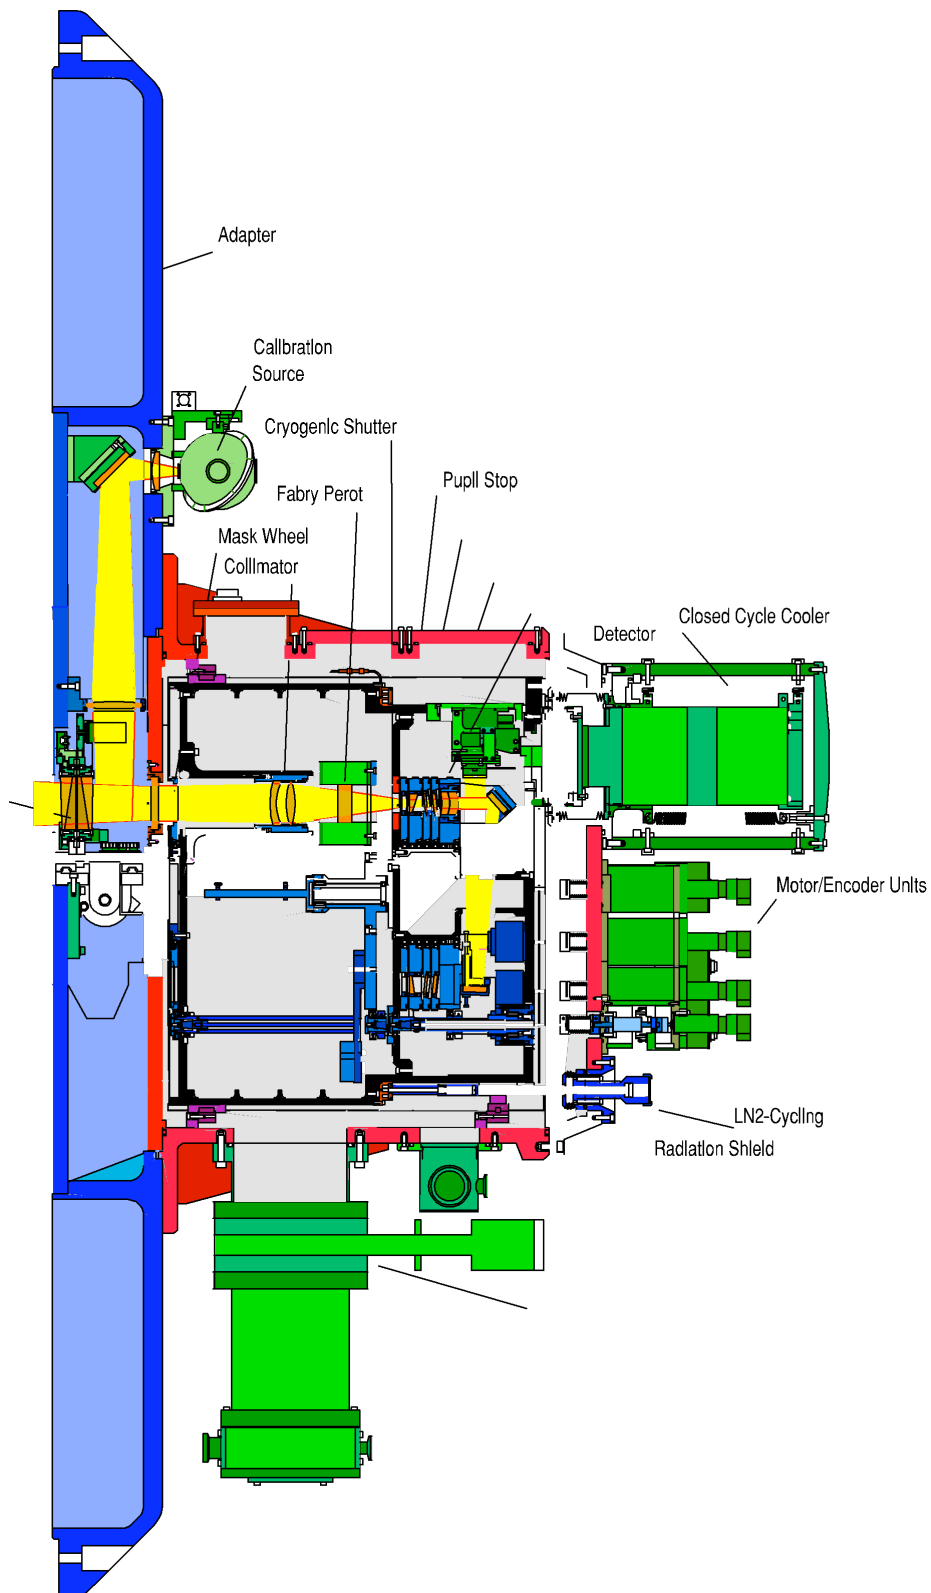 Adapter
Calibration
Source
Cryogenic Shutter
Pupil Stop
Fabry Perot
Mask Wheel
Collimator
Closed Cycle Cooler
Detector
Motor/Encoder Units
LN2-Cycling
Radiation Shield